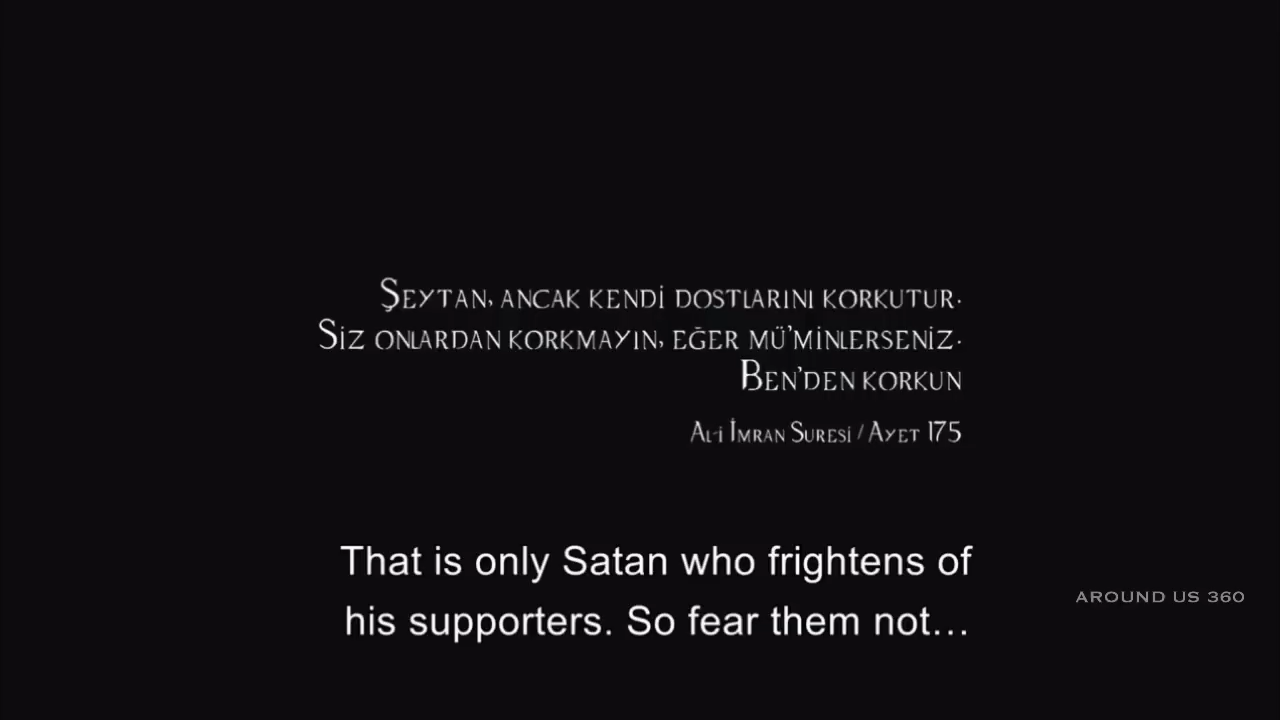 Şeytan, ancak kendi dostlarını korkutur.
Siz onlardan korkmayın, eğer mü'minlerseniz.
Ben'den korkun
Al-i İmran Suresi / Ayet 175
That is only Satan who frightens of
his supporters. So fear them not...
AROUND US 360